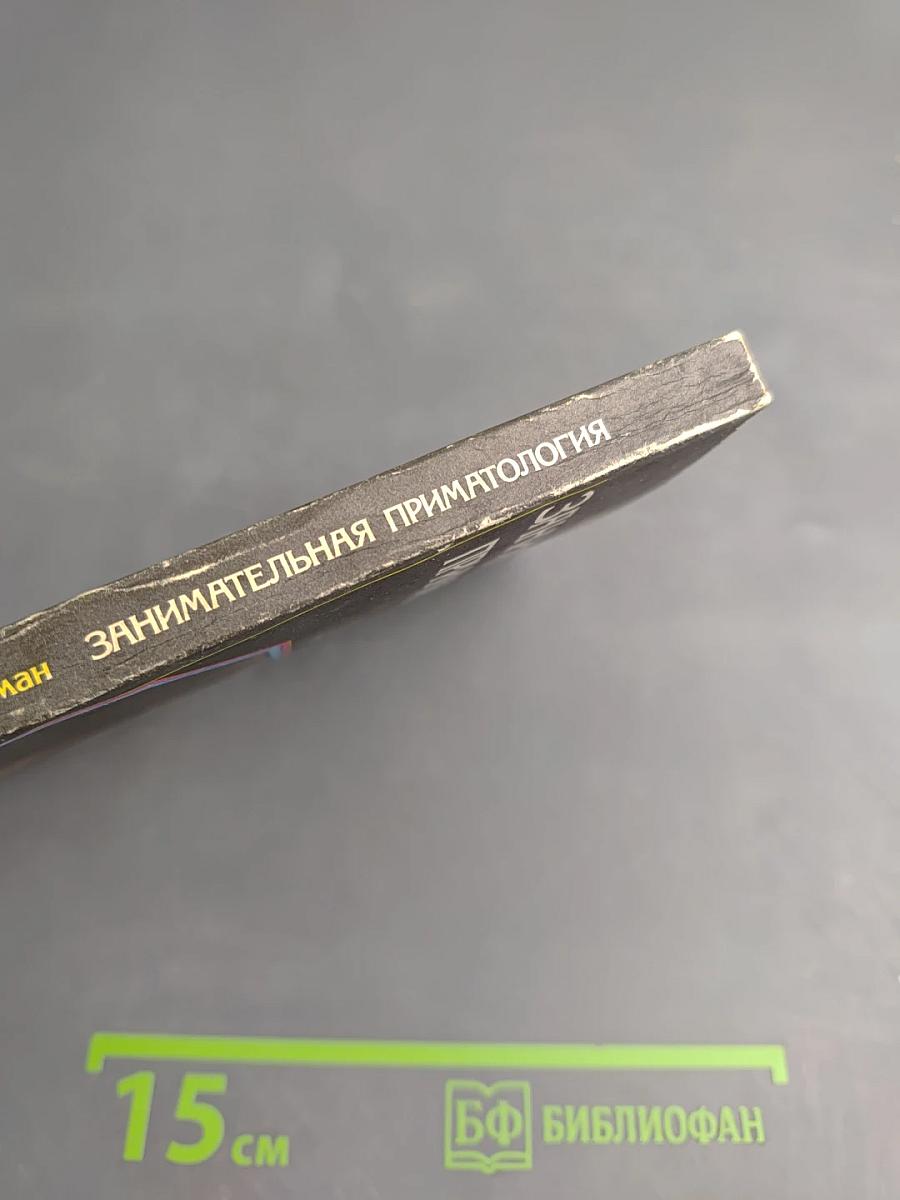 ман ЗАНИМАТЕЛЬНАЯ ПРИМАТОЛОГИЯ
15 см
БФ БИБЛИОФАН